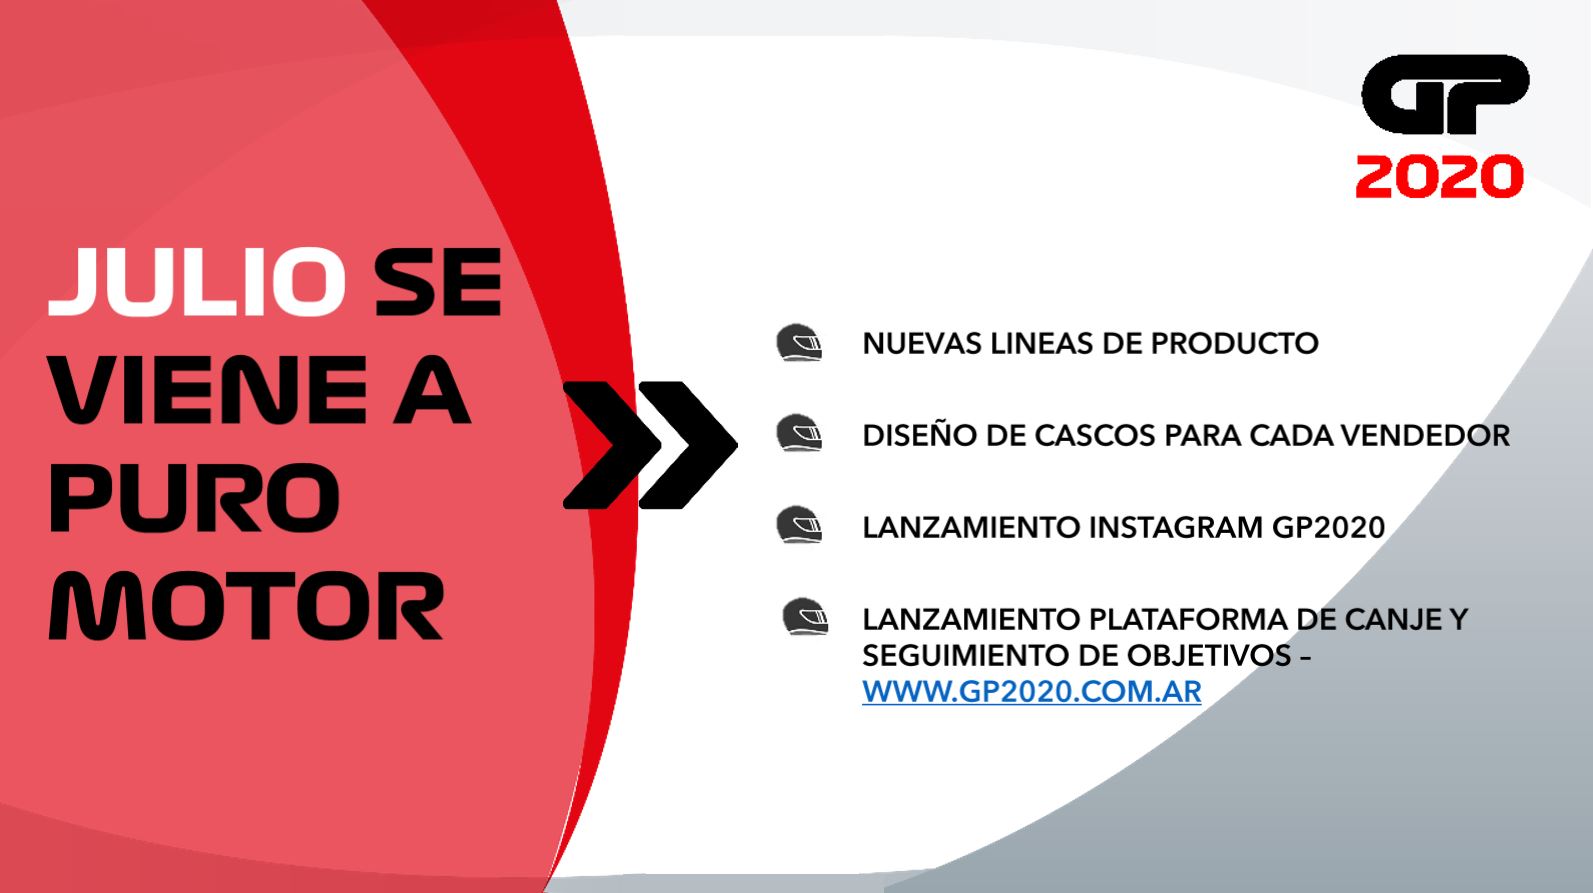 GP
2020
JULIO SE
VIENE A
PURO
MOTOR
NUEVAS LINEAS DE PRODUCTO
DISEÑO DE CASCOS PARA CADA VENDEDOR
LANZAMIENTO INSTAGRAM GP2020
LANZAMIENTO PLATAFORMA DE CANJE Y
SEGUIMIENTO DE OBJETIVOS –
WWW.GP2020.COM.AR